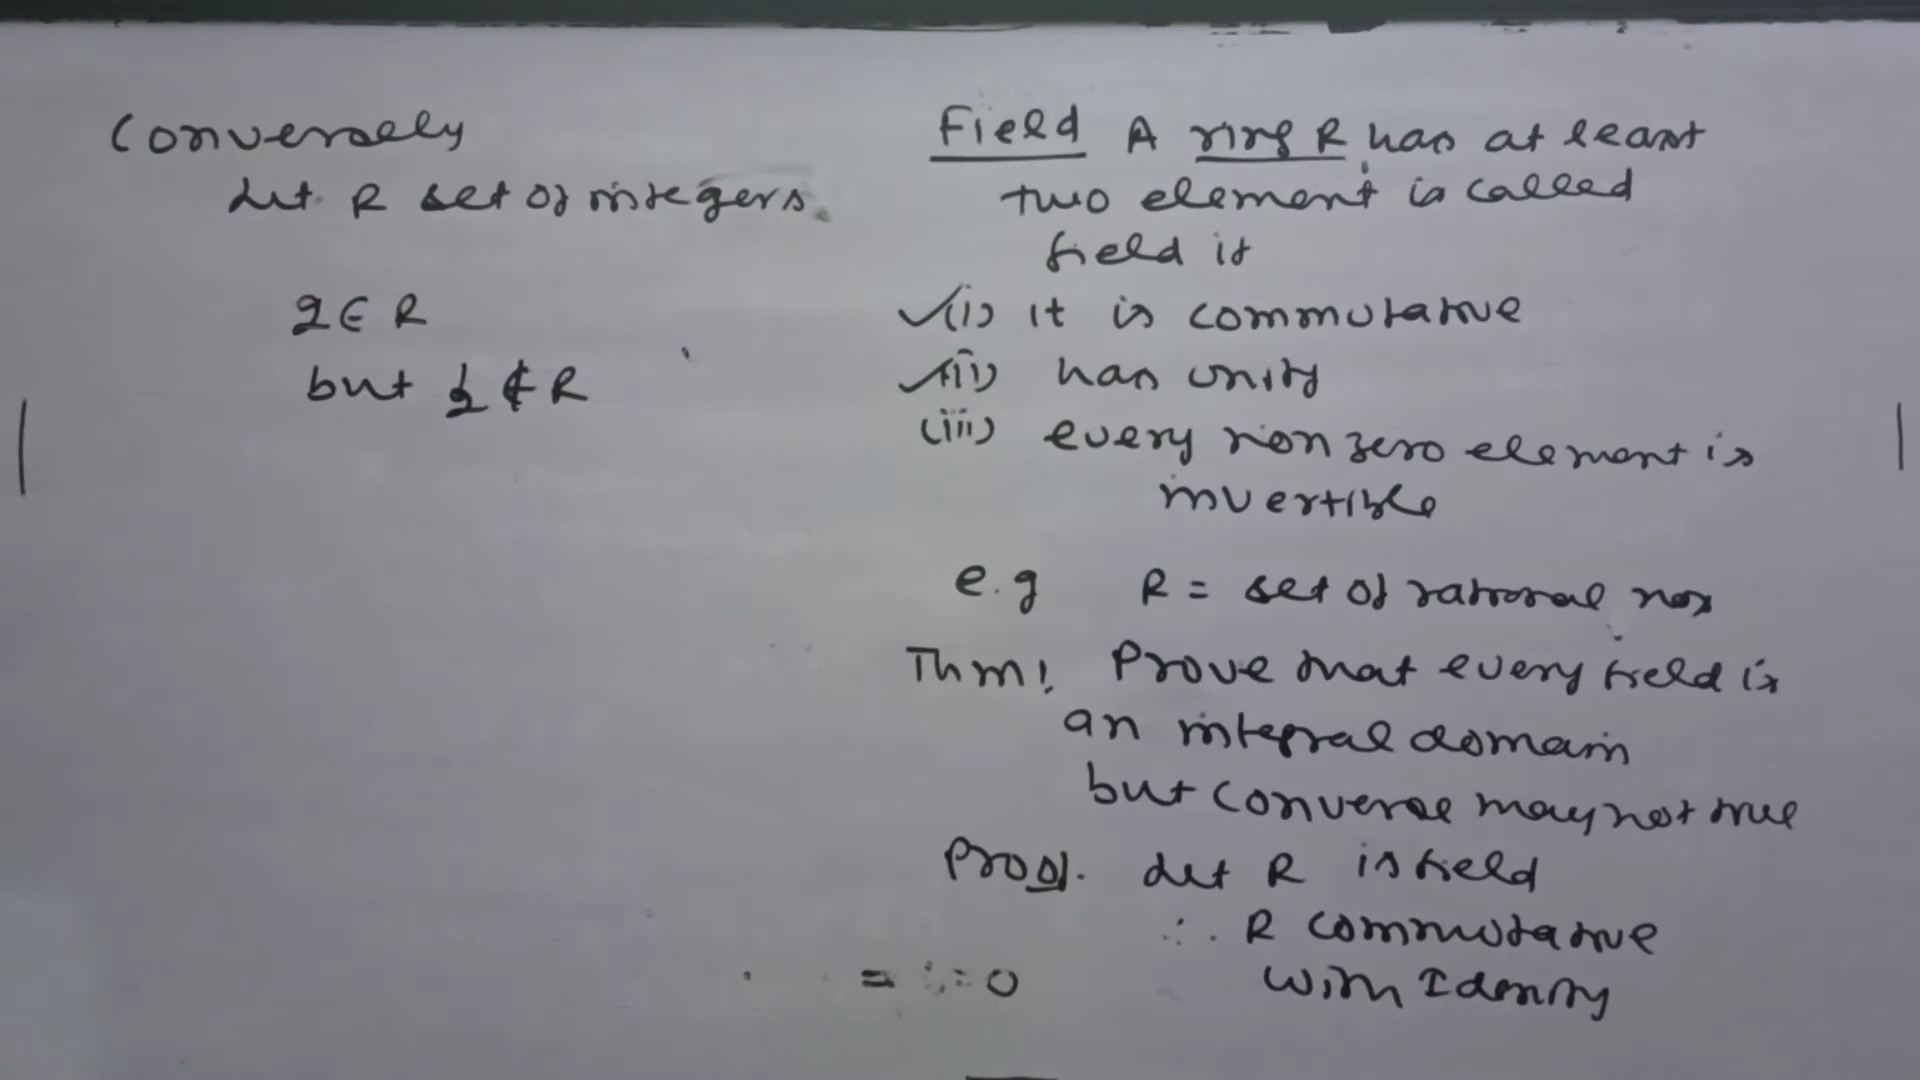 Conversely
Let R set of integers
2 ∈ R
but 1/2 ∉ R
Field A ring R has at least
two element is called
field if
(i) it is commutative
(ii) has unity
(iii) every non zero element is
invertible
e.g R = set of rational nos
Thm! Prove that every field is
an integral domain
but converse may not true
Proof. Let R is field
∴ R commutative
with Identity
= = 0